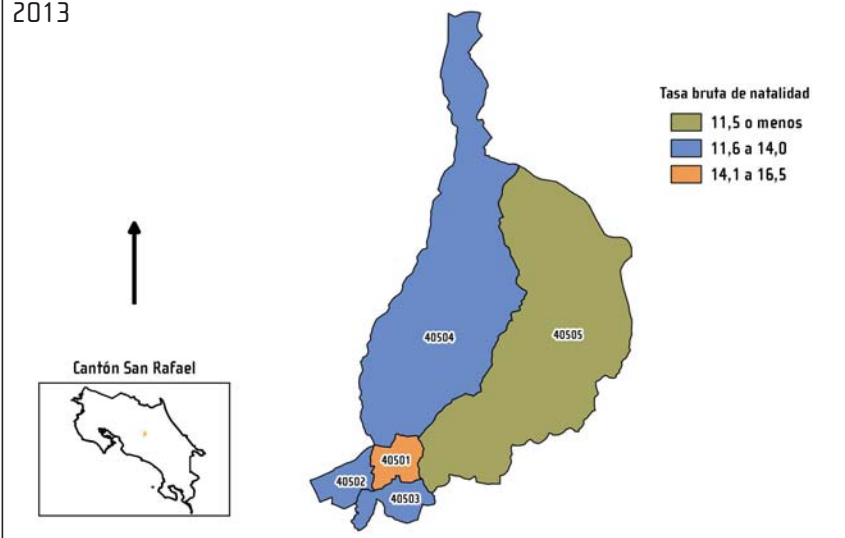 2013
Tasa bruta de natalidad
11,5 o menos
11,6 a 14,0
14,1 a 16,5
40504
40505
Cantón San Rafael
40501
40502
40503